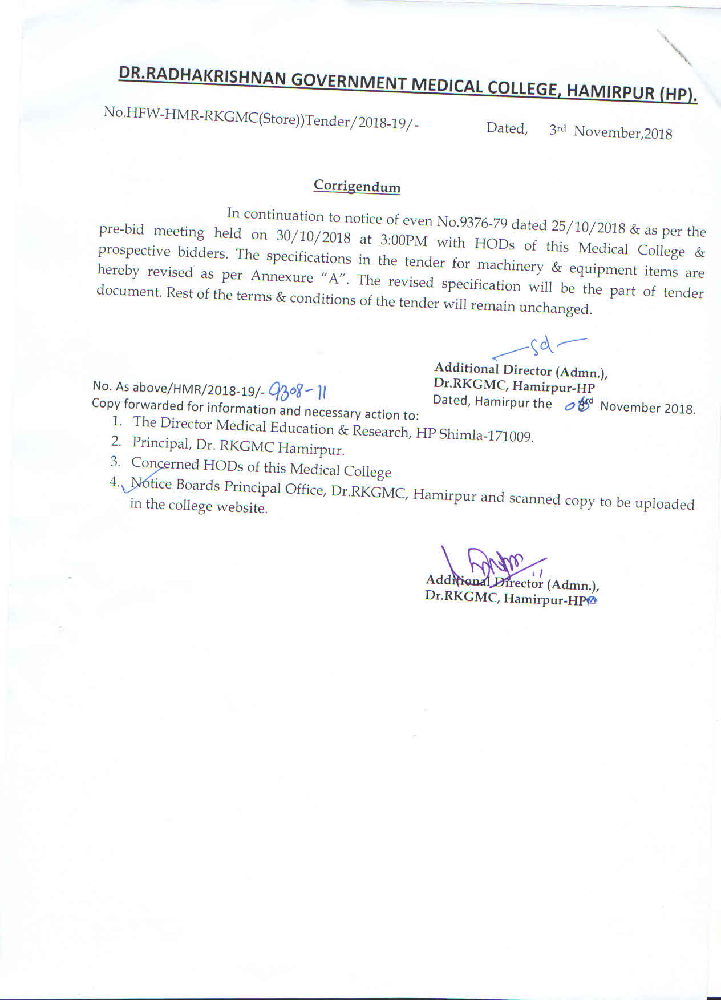 DR.RADHAKRISHNAN GOVERNMENT MEDICAL COLLEGE, HAMIRPUR (HP).
No.HFW-HMR-RKGMC(Store))Tender/2018-19/- Dated, 3rd November,2018
Corrigendum
In continuation to notice of even No.9376-79 dated 25/10/2018 & as per the
pre-bid meeting held on 30/10/2018 at 3:00PM with HODs of this Medical College &
prospective bidders. The specifications in the tender for machinery & equipment items are
hereby revised as per Annexure “A”. The revised specification will be the part of tender
document. Rest of the terms & conditions of the tender will remain unchanged.
sd
Additional Director (Admn.),
Dr.RKGMC, Hamirpur-HP
No. As above/HMR/2018-19/- 9308-11 Dated, Hamirpur the November 2018.
Copy forwarded for information and necessary action to:
1. The Director Medical Education & Research, HP Shimla-171009.
2. Principal, Dr. RKGMC Hamirpur.
3. Concerned HODs of this Medical College
4. Notice Boards Principal Office, Dr.RKGMC, Hamirpur and scanned copy to be uploaded
in the college website.
Additional Director (Admn.),
Dr.RKGMC, Hamirpur-HP